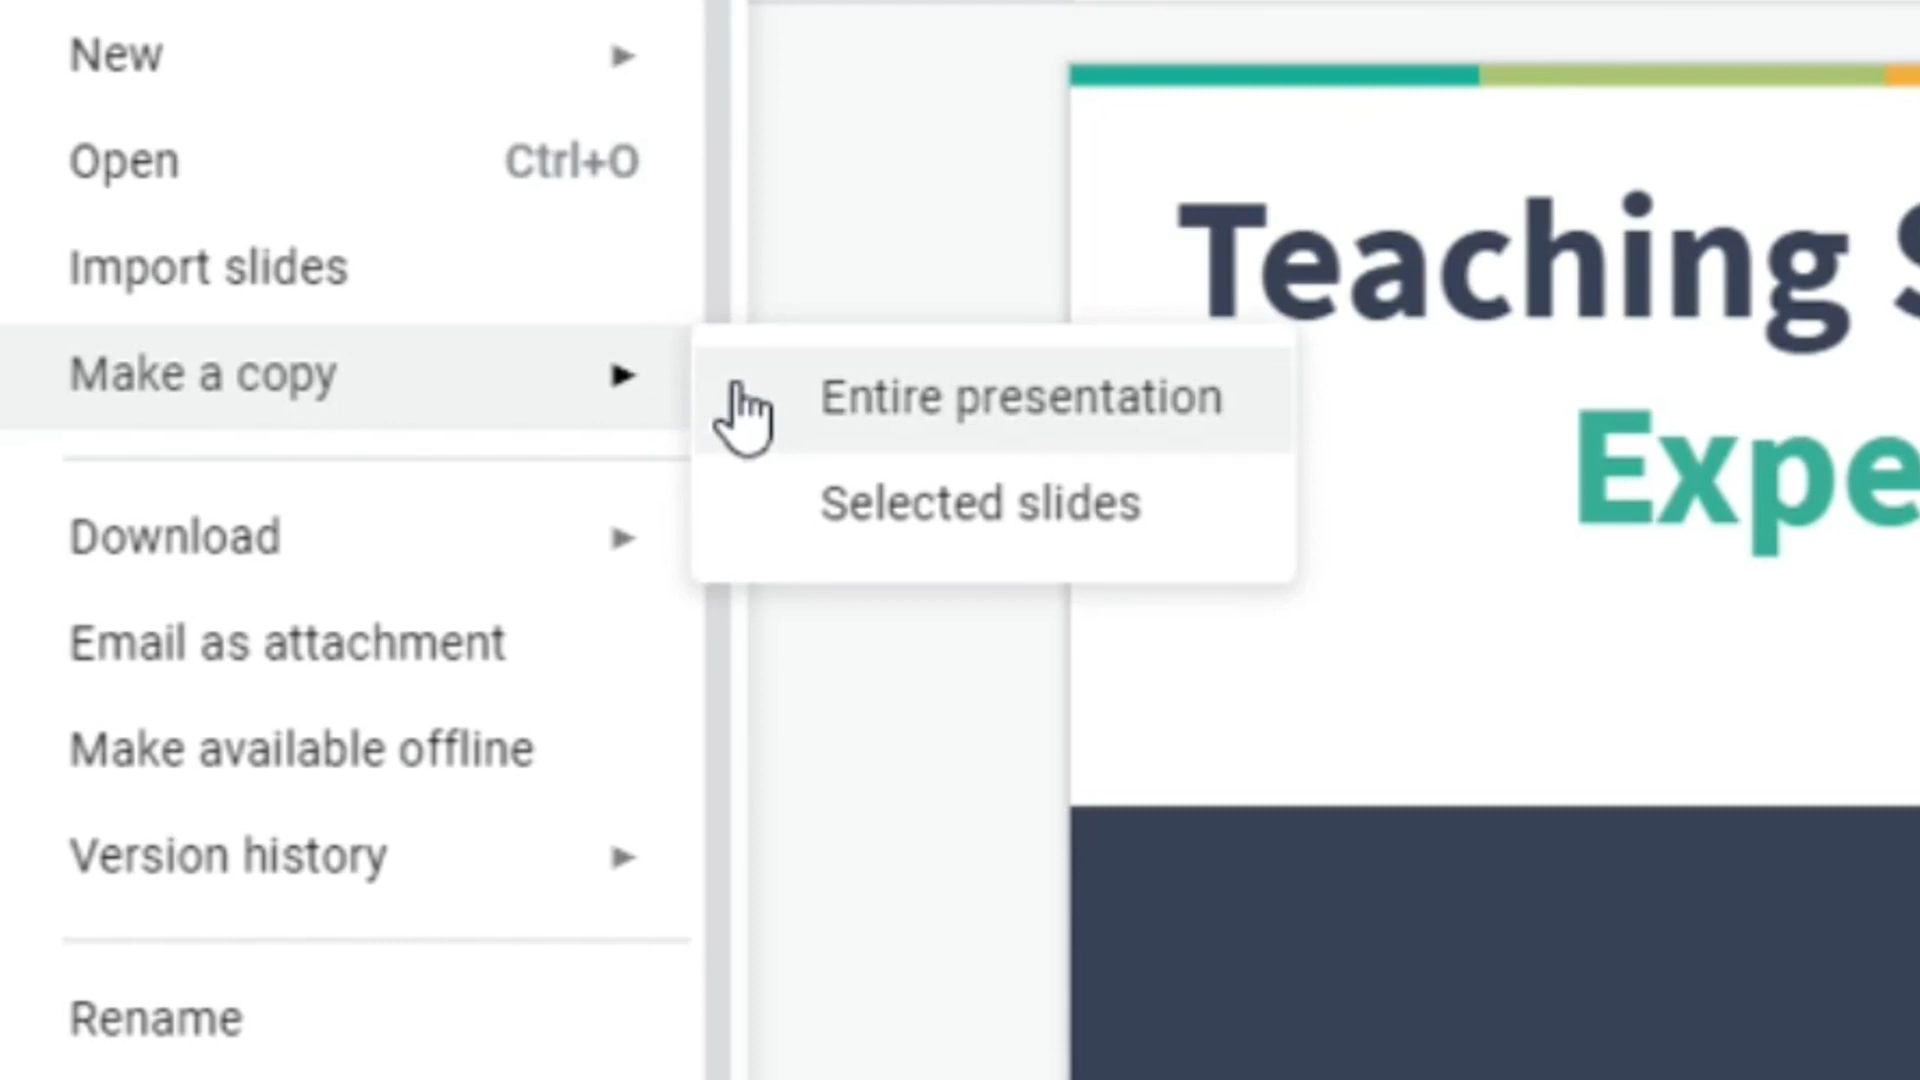 New
Open Ctrl+O
Import slides
Make a copy
Entire presentation
Selected slides
Download
Email as attachment
Make available offline
Version history
Rename
Teaching
Expe